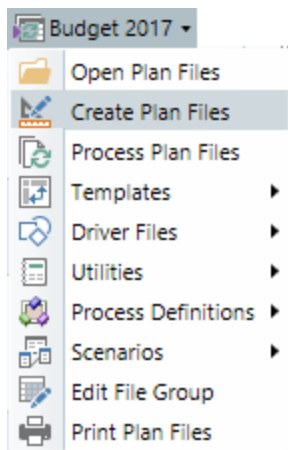 Budget 2017
Open Plan Files
Create Plan Files
Process Plan Files
Templates
Driver Files
Utilities
Process Definitions
Scenarios
Edit File Group
Print Plan Files